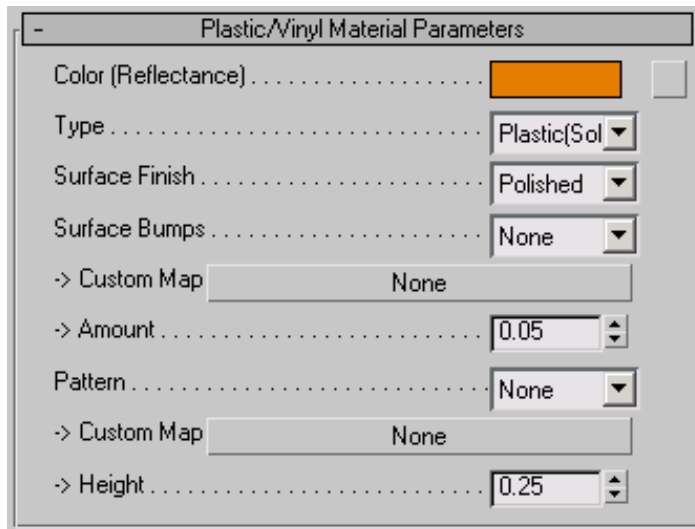 - Plastic/Vinyl Material Parameters
Color (Reflectance) . . . . . . . . . . . . . . . . . . . .
Type . . . . . . . . . . . . . . . . . . . . . . . . . . . . . . Plastic(Sol
Surface Finish . . . . . . . . . . . . . . . . . . . . . . . . Polished
Surface Bumps . . . . . . . . . . . . . . . . . . . . . . . None
-> Custom Map None
-> Amount . . . . . . . . . . . . . . . . . . . . . . . . . . . 0.05
Pattern . . . . . . . . . . . . . . . . . . . . . . . . . . . . . None
-> Custom Map None
-> Height . . . . . . . . . . . . . . . . . . . . . . . . . . . . 0.25